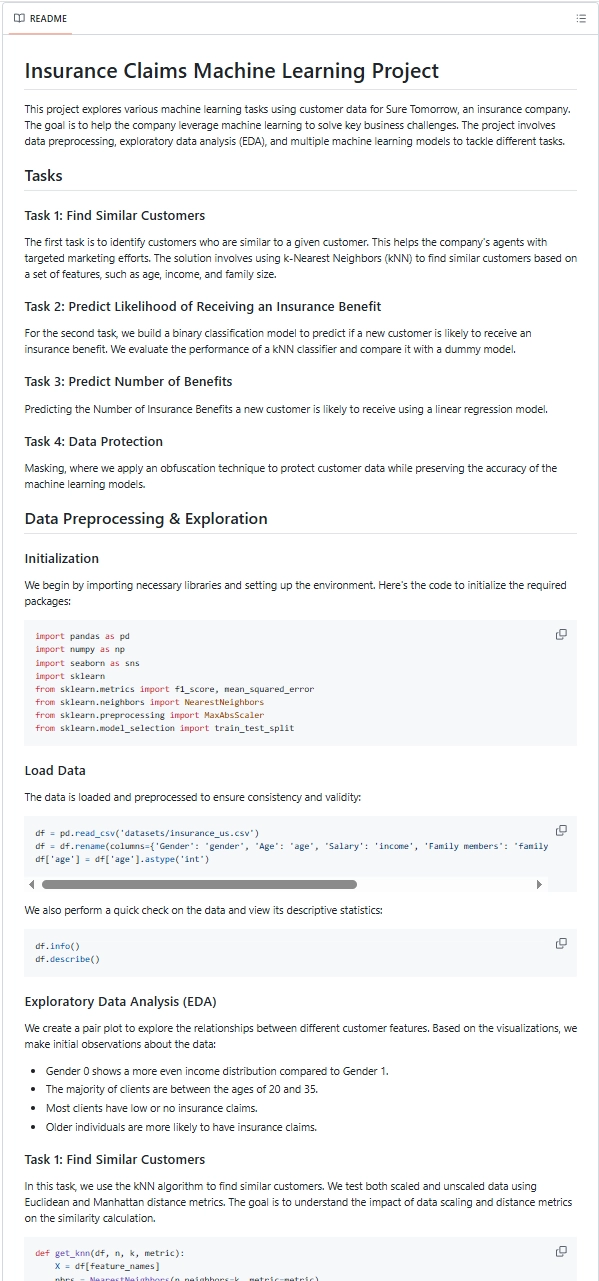 README
Insurance Claims Machine Learning Project
This project explores various machine learning tasks using customer data for Sure Tomorrow, an insurance company.
The goal is to help the company leverage machine learning to solve key business challenges. The project involves
data preprocessing, exploratory data analysis (EDA), and multiple machine learning models to tackle different tasks.
Tasks
Task 1: Find Similar Customers
The first task is to identify customers who are similar to a given customer. This helps the company's agents with
targeted marketing efforts. The solution involves using k-Nearest Neighbors (kNN) to find similar customers based on
a set of features, such as age, income, and family size.
Task 2: Predict Likelihood of Receiving an Insurance Benefit
For the second task, we build a binary classification model to predict if a new customer is likely to receive an
insurance benefit. We evaluate the performance of a kNN classifier and compare it with a dummy model.
Task 3: Predict Number of Benefits
Predicting the Number of Insurance Benefits a new customer is likely to receive using a linear regression model.
Task 4: Data Protection
Masking, where we apply an obfuscation technique to protect customer data while preserving the accuracy of the
machine learning models.
Data Preprocessing & Exploration
Initialization
We begin by importing necessary libraries and setting up the environment. Here's the code to initialize the required
packages:
import pandas as pd
import numpy as np
import seaborn as sns
import sklearn
from sklearn.metrics import f1_score, mean_squared_error
from sklearn.neighbors import NearestNeighbors
from sklearn.preprocessing import MaxAbsScaler
from sklearn.model_selection import train_test_split
Load Data
The data is loaded and preprocessed to ensure consistency and validity:
df = pd.read_csv('datasets/insurance_us.csv')
df = df.rename(columns={'Gender': 'gender', 'Age': 'age', 'Salary': 'income', 'Family members': 'family
df['age'] = df['age'].astype('int')
We also perform a quick check on the data and view its descriptive statistics:
df.info()
df.describe()
Exploratory Data Analysis (EDA)
We create a pair plot to explore the relationships between different customer features. Based on the visualizations, we
make initial observations about the data:
• Gender 0 shows a more even income distribution compared to Gender 1.
• The majority of clients are between the ages of 20 and 35.
• Most clients have low or no insurance claims.
• Older individuals are more likely to have insurance claims.
Task 1: Find Similar Customers
In this task, we use the kNN algorithm to find similar customers. We test both scaled and unscaled data using
Euclidean and Manhattan distance metrics. The goal is to understand the impact of data scaling and distance metrics
on the similarity calculation.
def get_knn(df, n, k, metric):
X = df[feature_names]
nbrs = NearestNeighbors(n_neighbors=k, metric=metric)